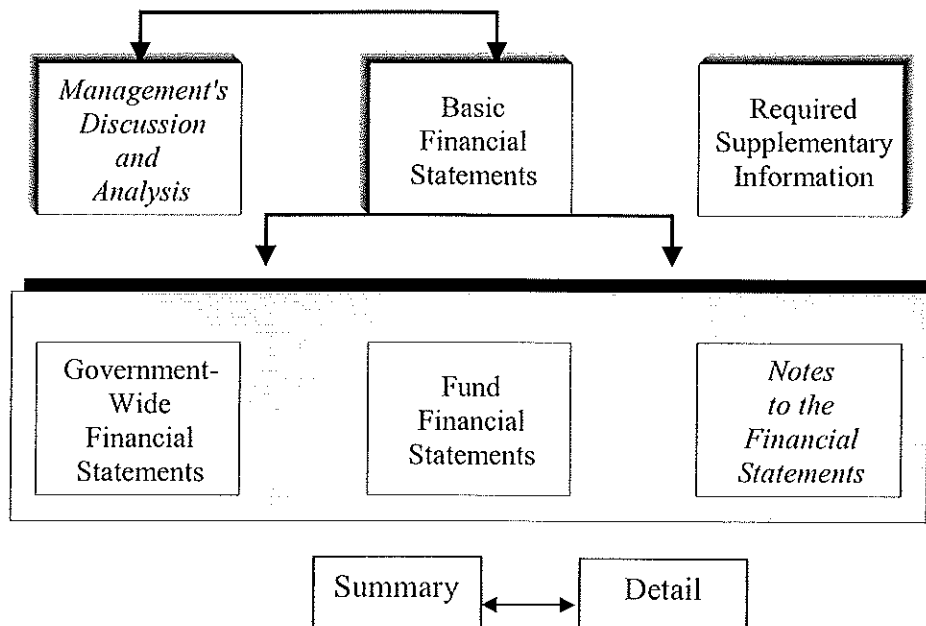 Management's
Discussion
and
Analysis
Basic
Financial
Statements
Required
Supplementary
Information
Government-
Wide
Financial
Statements
Fund
Financial
Statements
Notes
to the
Financial
Statements
Summary
Detail